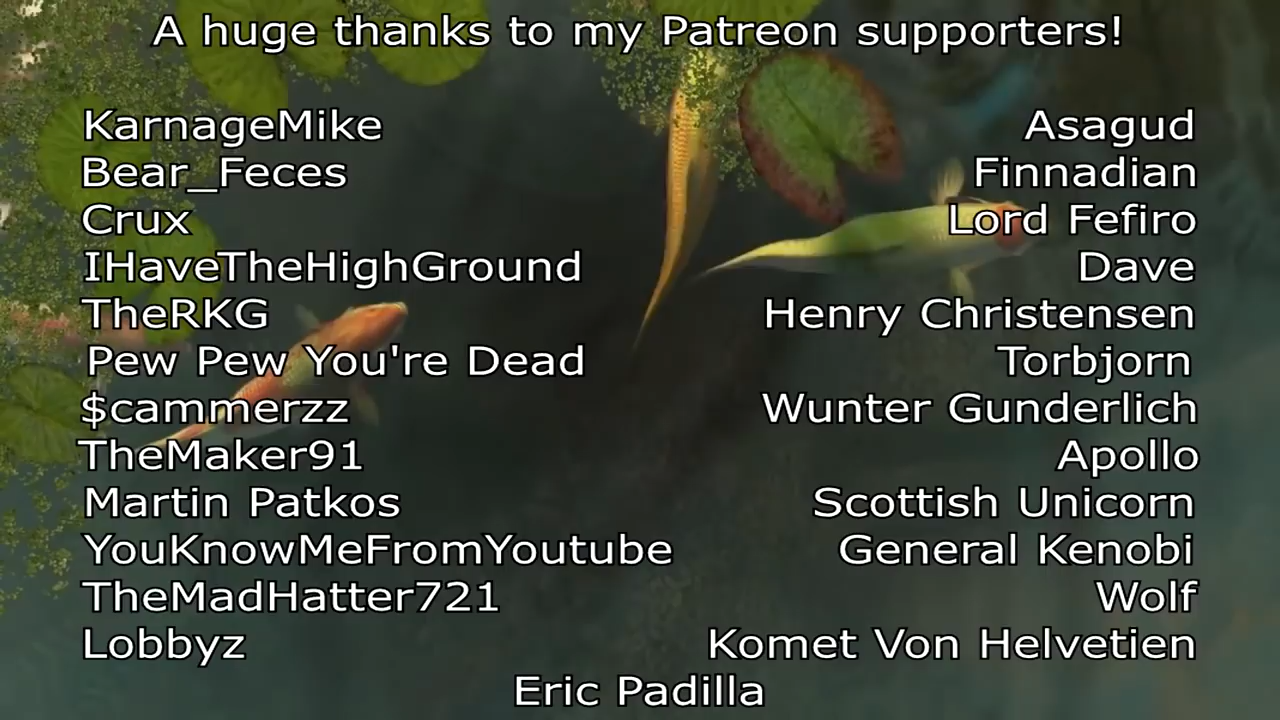 A huge thanks to my Patreon supporters!
KarnageMike
Bear_Feces
Crux
IHaveTheHighGround
TheRKG
Pew Pew You're Dead
$cammerzz
TheMaker91
Martin Patkos
YouKnowMeFromYoutube
TheMadHatter721
Lobbyz
Asagud
Finnadian
Lord Fefiro
Dave
Henry Christensen
Torbjorn
Wunter Gunderlich
Apollo
Scottish Unicorn
General Kenobi
Wolf
Komet Von Helvetien
Eric Padilla